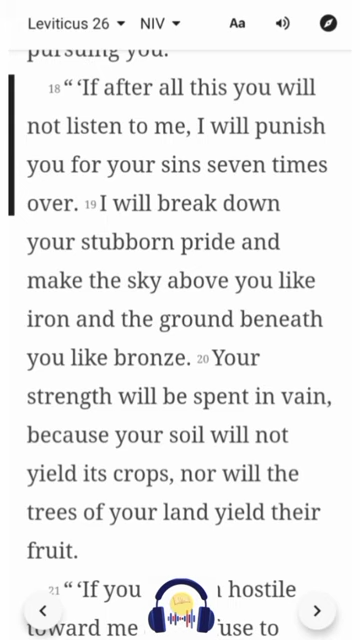 Leviticus 26 NIV Aa
pursuing you.
18 “ ‘If after all this you will
not listen to me, I will punish
you for your sins seven times
over. 19 I will break down
your stubborn pride and
make the sky above you like
iron and the ground beneath
you like bronze. 20 Your
strength will be spent in vain,
because your soil will not
yield its crops, nor will the
trees of your land yield their
fruit.
21 “ ‘If you hostile
toward me to